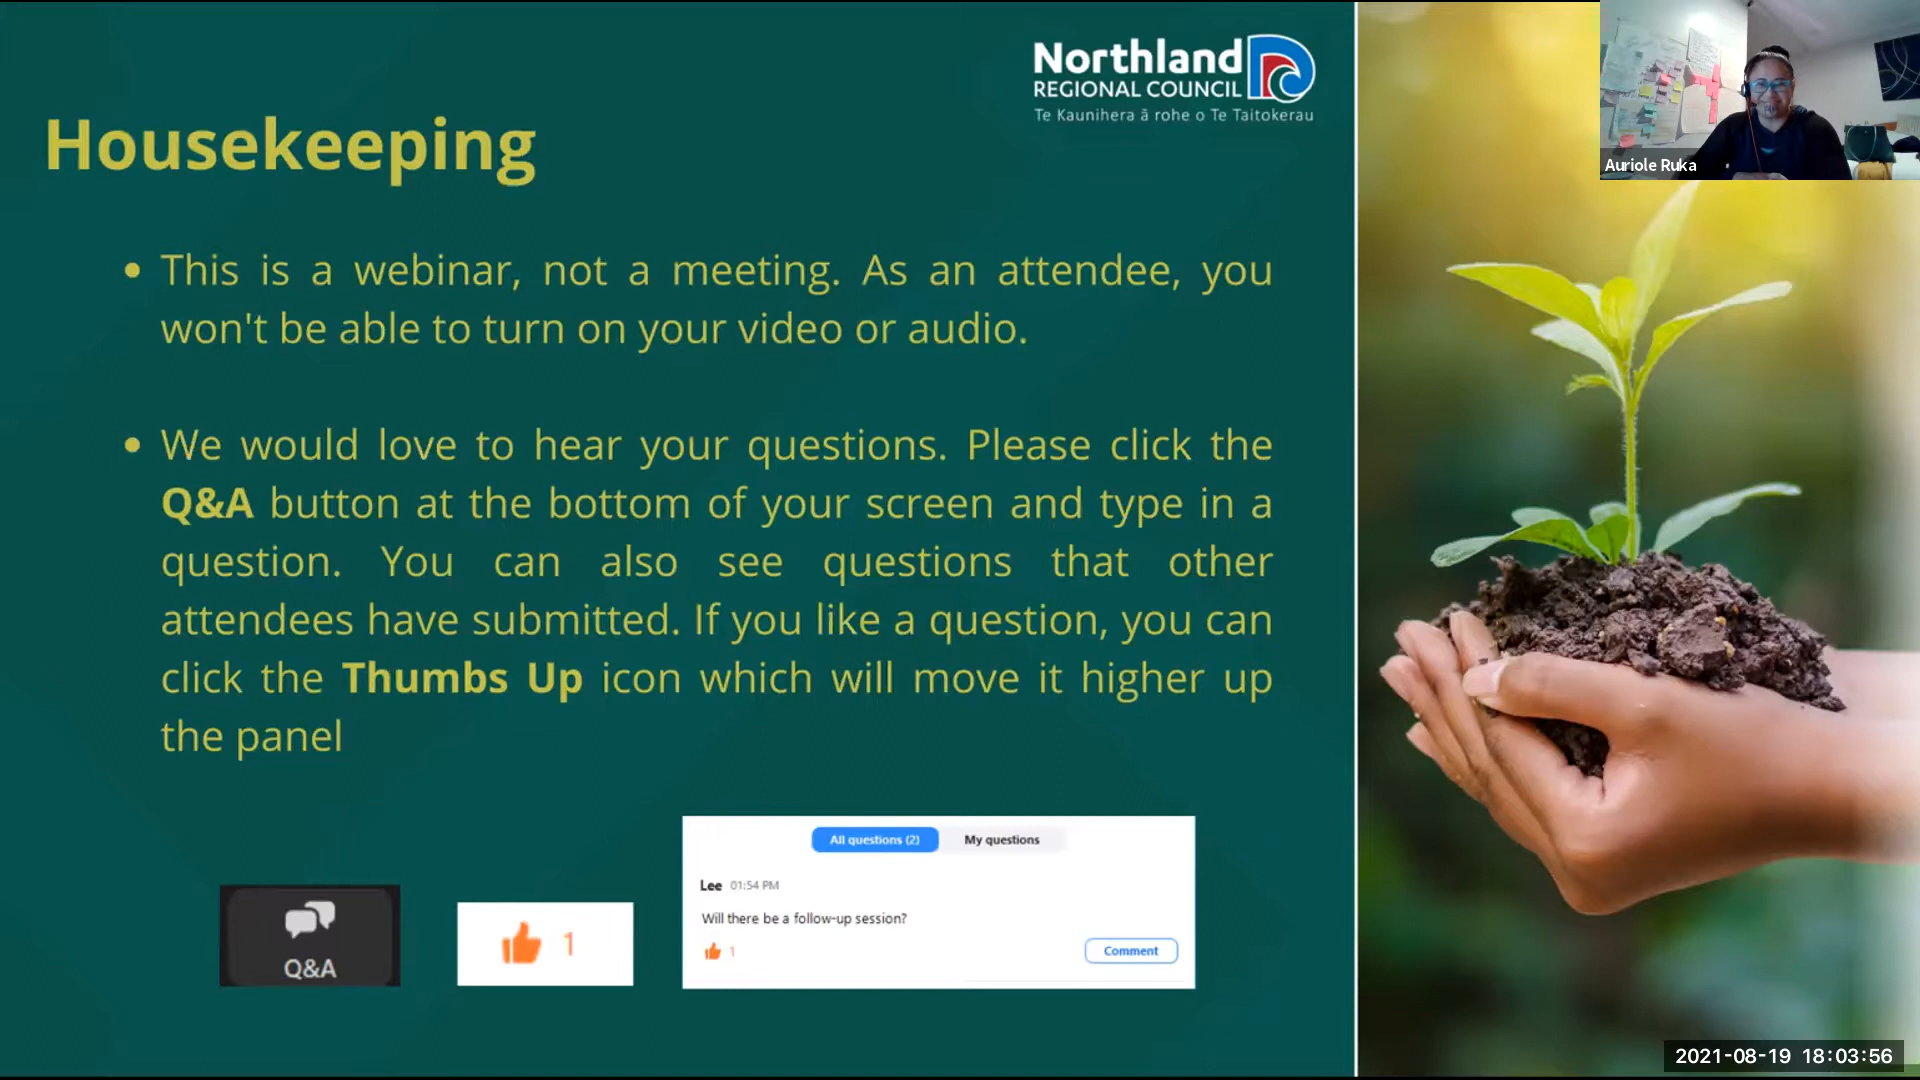 Northland
REGIONAL COUNCIL
Te Kaunihera ā rohe o Te Taitokerau
Auriole Ruka
Housekeeping
• This is a webinar, not a meeting. As an attendee, you
won't be able to turn on your video or audio.
• We would love to hear your questions. Please click the
Q&A button at the bottom of your screen and type in a
question. You can also see questions that other
attendees have submitted. If you like a question, you can
click the Thumbs Up icon which will move it higher up
the panel
Q&A
1
All questions (2) My questions
Lee 01:54 PM
Will there be a follow-up session?
1
Comment
2021-08-19 18:03:56